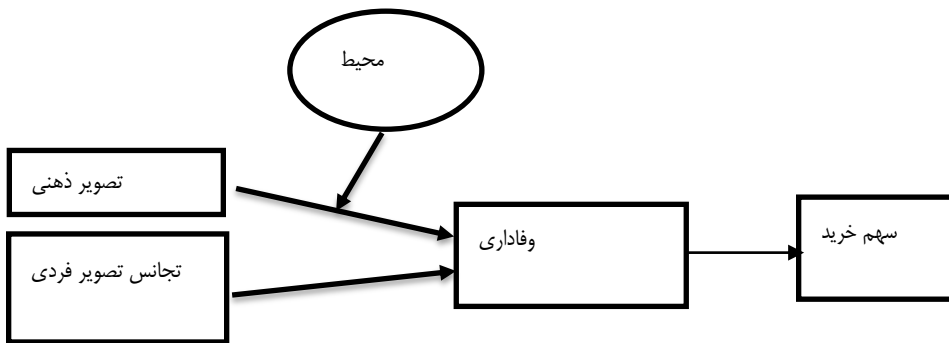 محیط
تصویر ذهنی
تجانس تصویر فردی
وفاداری
سهم خرید